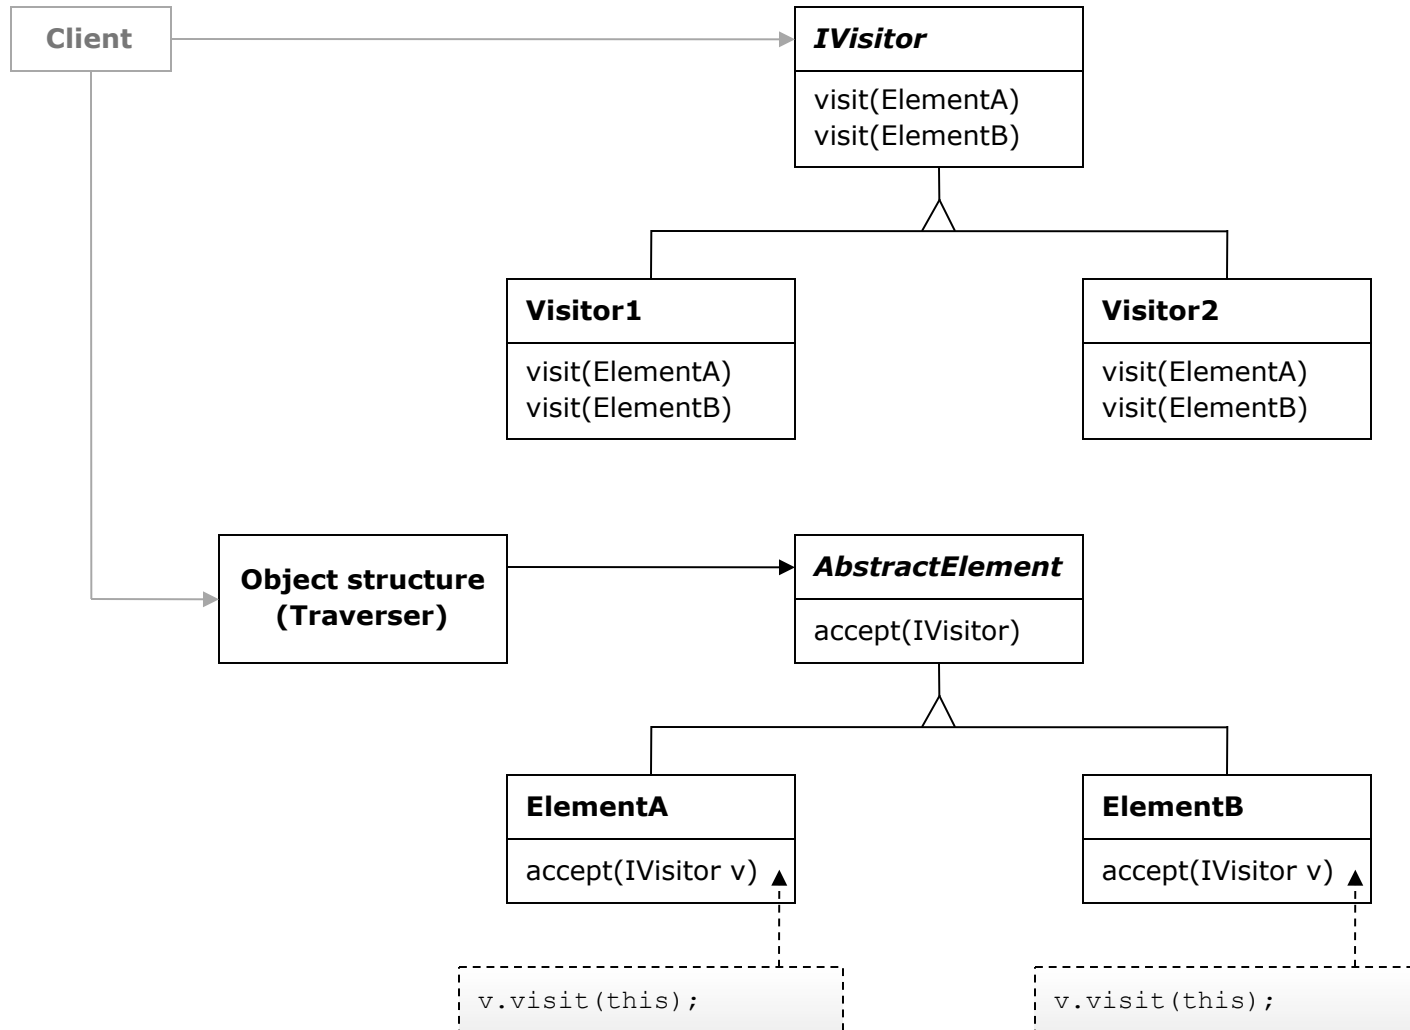 Client
IVisitor
visit(ElementA)
visit(ElementB)
Visitor1
visit(ElementA)
visit(ElementB)
Visitor2
visit(ElementA)
visit(ElementB)
Object structure
(Traverser)
AbstractElement
accept(IVisitor)
ElementA
accept(IVisitor v)
ElementB
accept(IVisitor v)
v.visit(this);
v.visit(this);